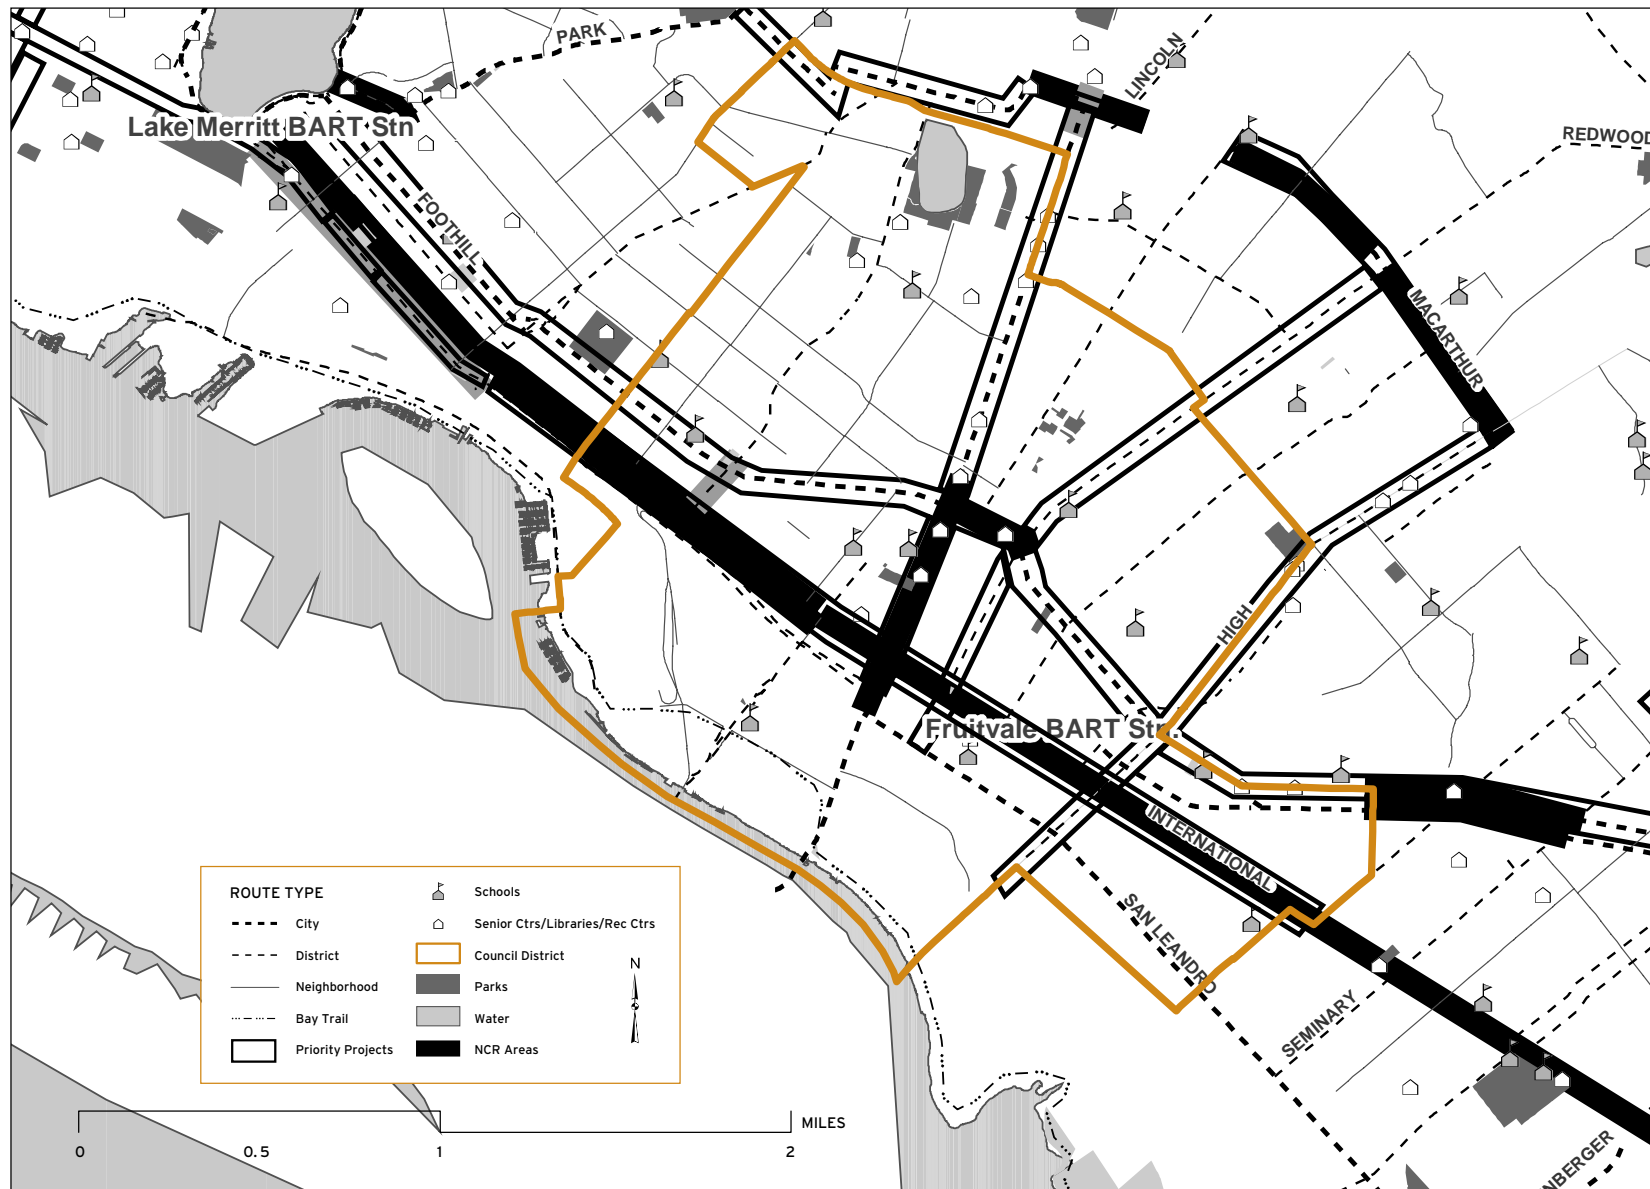 PARK
LINCOLN
REDWOOD
Lake Merritt BART Stn
FOOTHILL
MACARTHUR
HIGH
Fruitvale BART Stn.
INTERNATIONAL
SAN LEANDRO
SEMINARY
NBERGER
ROUTE TYPE
City
District
Neighborhood
Bay Trail
Priority Projects
Schools
Senior Ctrs/Libraries/Rec Ctrs
Council District
Parks
Water
NCR Areas
N
MILES
0
0.5
1
2